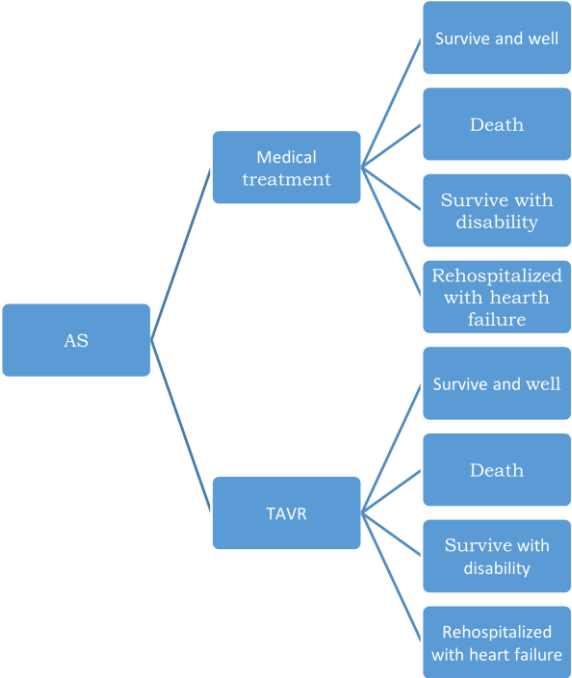 Survive and well
Death
Medical
treatment
Survive with
disability
Rehospitalized
with hearth
failure
AS
Survive and well
Death
TAVR
Survive with
disability
Rehospitalized
with heart failure